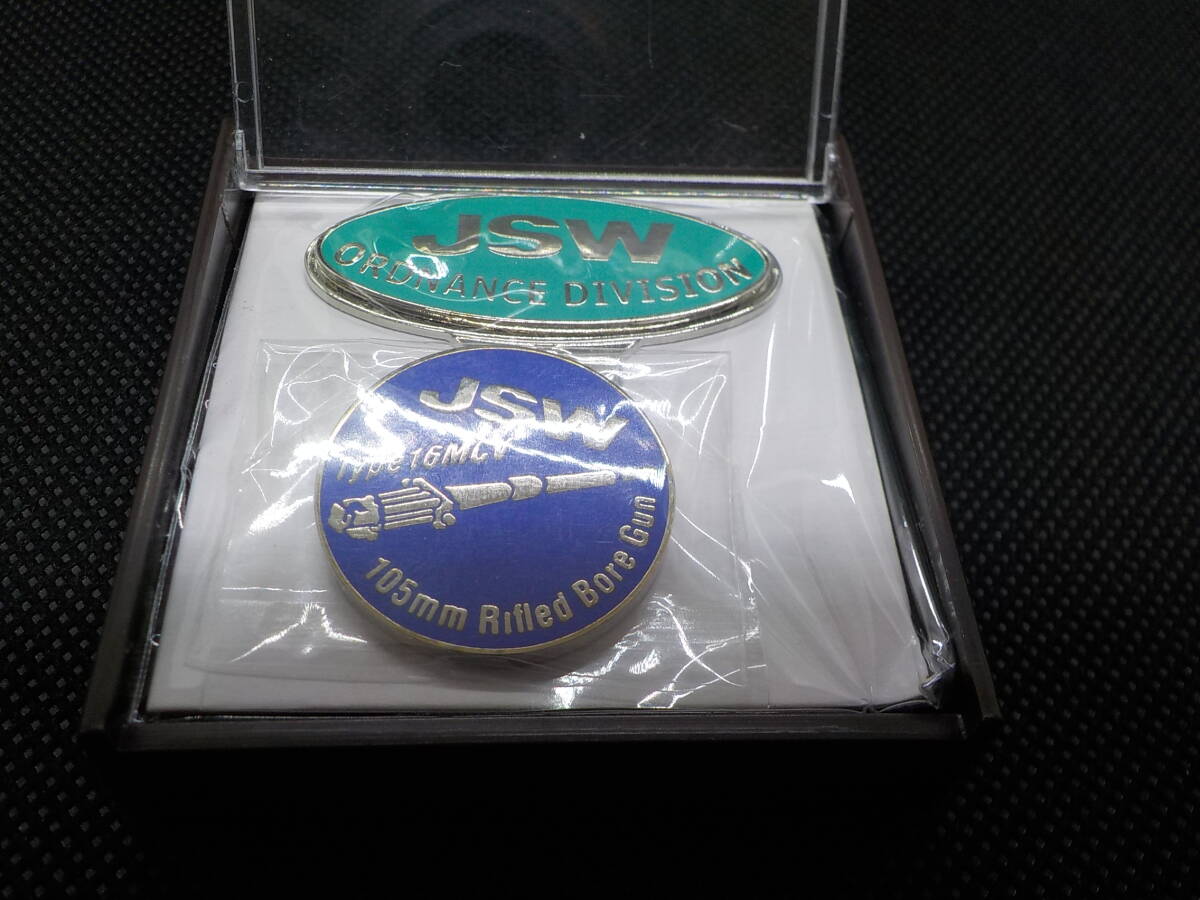 JSW
ORDNANCE DIVISION
JSW
Type 16MCV
105mm Rifled Bore Gun